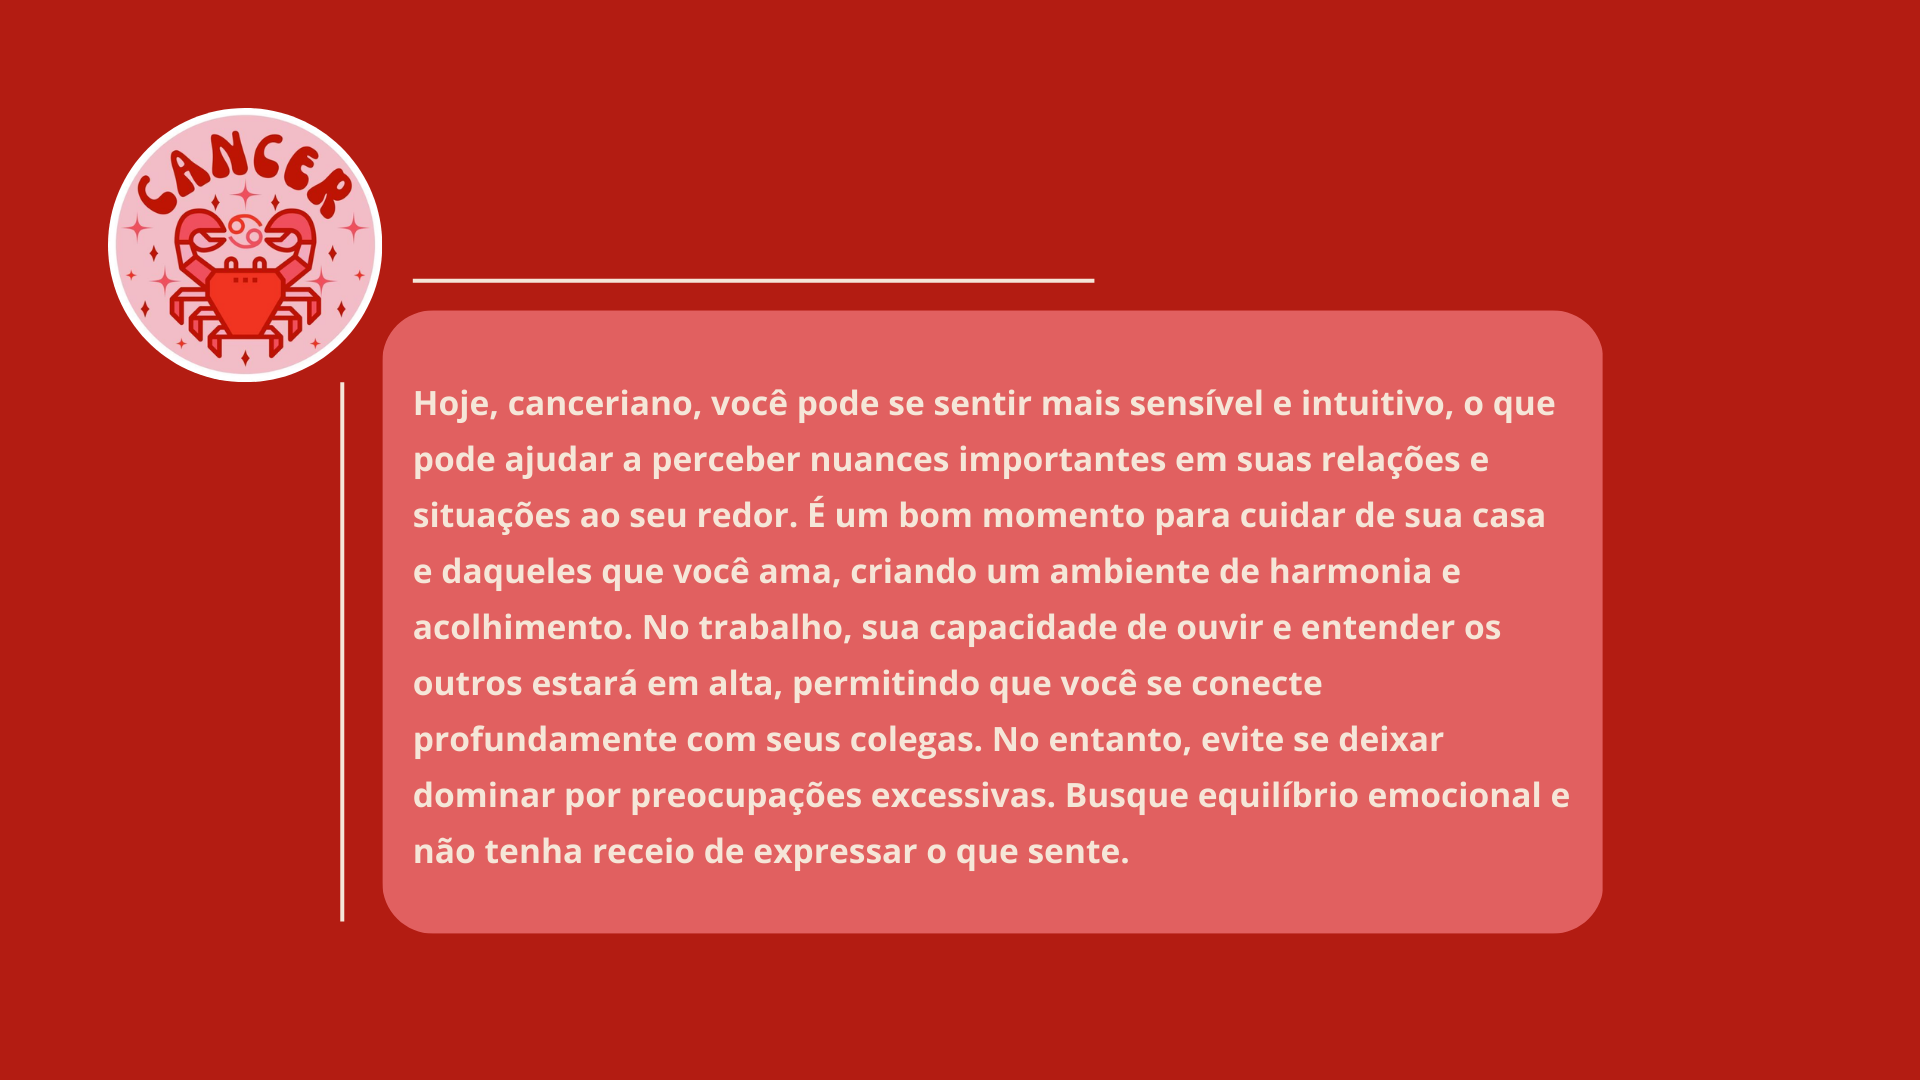 CANCER
Hoje, canceriano, você pode se sentir mais sensível e intuitivo, o que
pode ajudar a perceber nuances importantes em suas relações e
situações ao seu redor. É um bom momento para cuidar de sua casa
e daqueles que você ama, criando um ambiente de harmonia e
acolhimento. No trabalho, sua capacidade de ouvir e entender os
outros estará em alta, permitindo que você se conecte
profundamente com seus colegas. No entanto, evite se deixar
dominar por preocupações excessivas. Busque equilíbrio emocional e
não tenha receio de expressar o que sente.